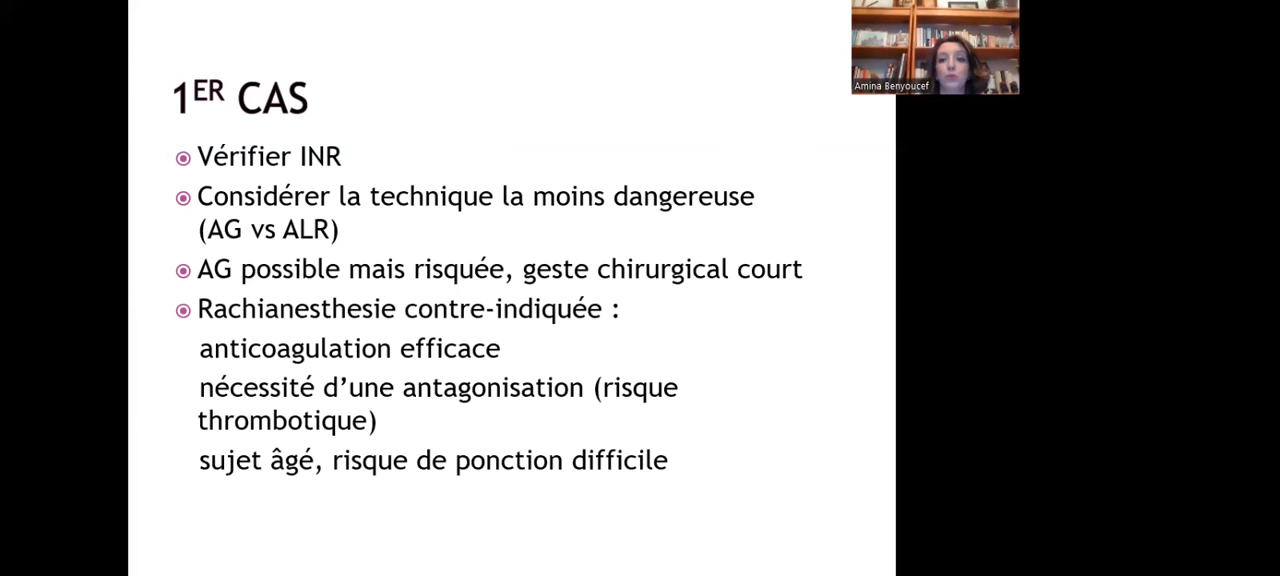 Amina Benyoucef
1ER CAS
Vérifier INR
Considérer la technique la moins dangereuse
(AG vs ALR)
AG possible mais risquée, geste chirurgical court
Rachianesthesie contre-indiquée :
anticoagulation efficace
nécessité d’une antagonisation (risque
thrombotique)
sujet âgé, risque de ponction difficile